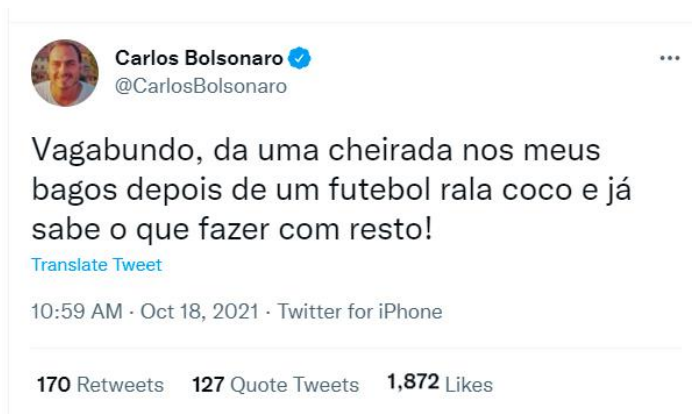 Carlos Bolsonaro
@CarlosBolsonaro
Vagabundo, da uma cheirada nos meus
bagos depois de um futebol rala coco e já
sabe o que fazer com resto!
Translate Tweet
10:59 AM · Oct 18, 2021 · Twitter for iPhone
170 Retweets 127 Quote Tweets 1,872 Likes